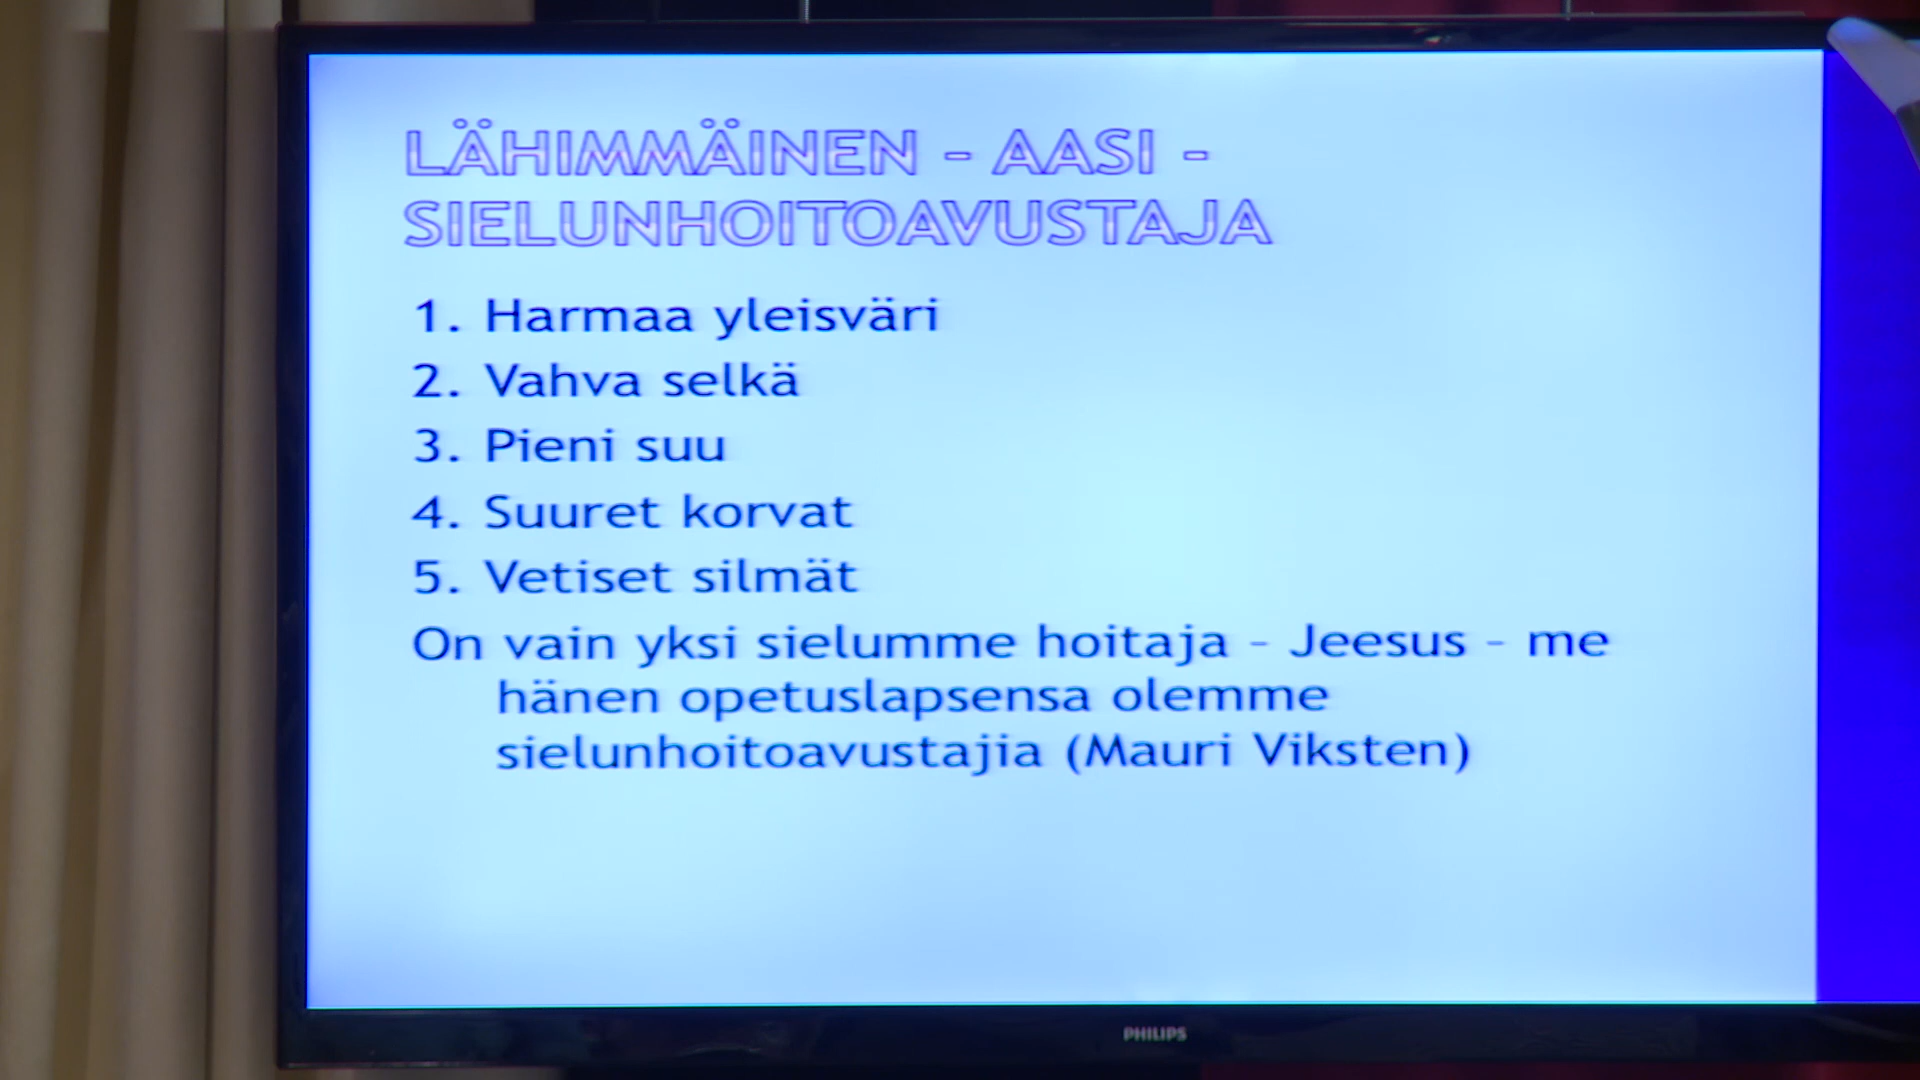 LÄHIMMÄINEN - AASI -
SIELUNHOITOAVUSTAJA
1. Harmaa yleisväri
2. Vahva selkä
3. Pieni suu
4. Suuret korvat
5. Vetiset silmät
On vain yksi sielumme hoitaja - Jeesus - me
hänen opetuslapsensa olemme
sielunhoitoavustajia (Mauri Viksten)
PHILIPS